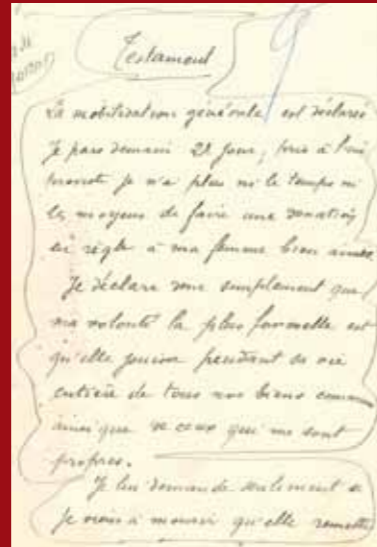 Testament
La mobilisation générale est déclarée
Je pars demain 2e jour, pris à l'im
proviste je n'a plus ni le temps ni
les moyens de faire une donation
en règle à ma femme bien aimée.
Je déclare donc simplement que
ma volonté la plus formelle est
qu'elle jouisse pendant sa vie
entière de tous nos biens communs
ainsi que de ceux qui me sont
propres.
Je lui demande seulement si
je viens à mourir qu'elle remette